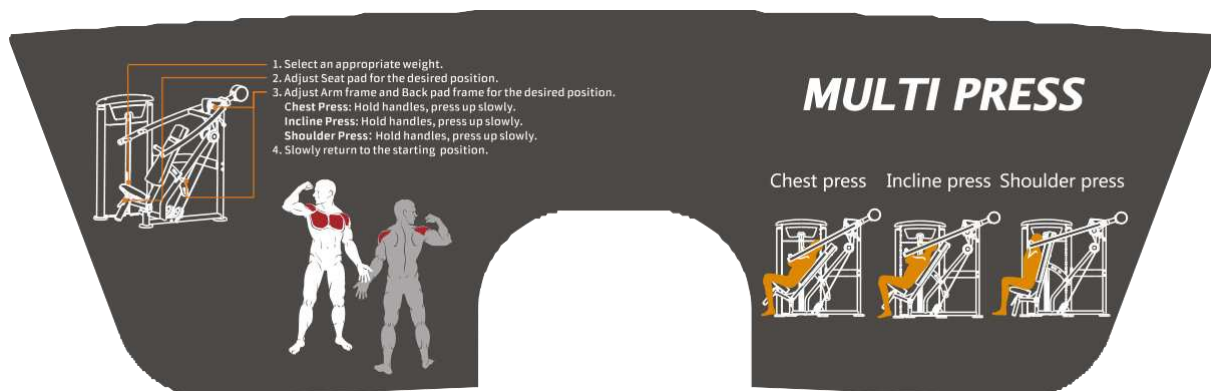 1. Select an appropriate weight.
2. Adjust Seat pad for the desired position.
3. Adjust Arm frame and Back pad frame for the desired position.
Chest Press: Hold handles, press up slowly.
Incline Press: Hold handles, press up slowly.
Shoulder Press: Hold handles, press up slowly.
4. Slowly return to the starting position.
MULTI PRESS
Chest press Incline press Shoulder press